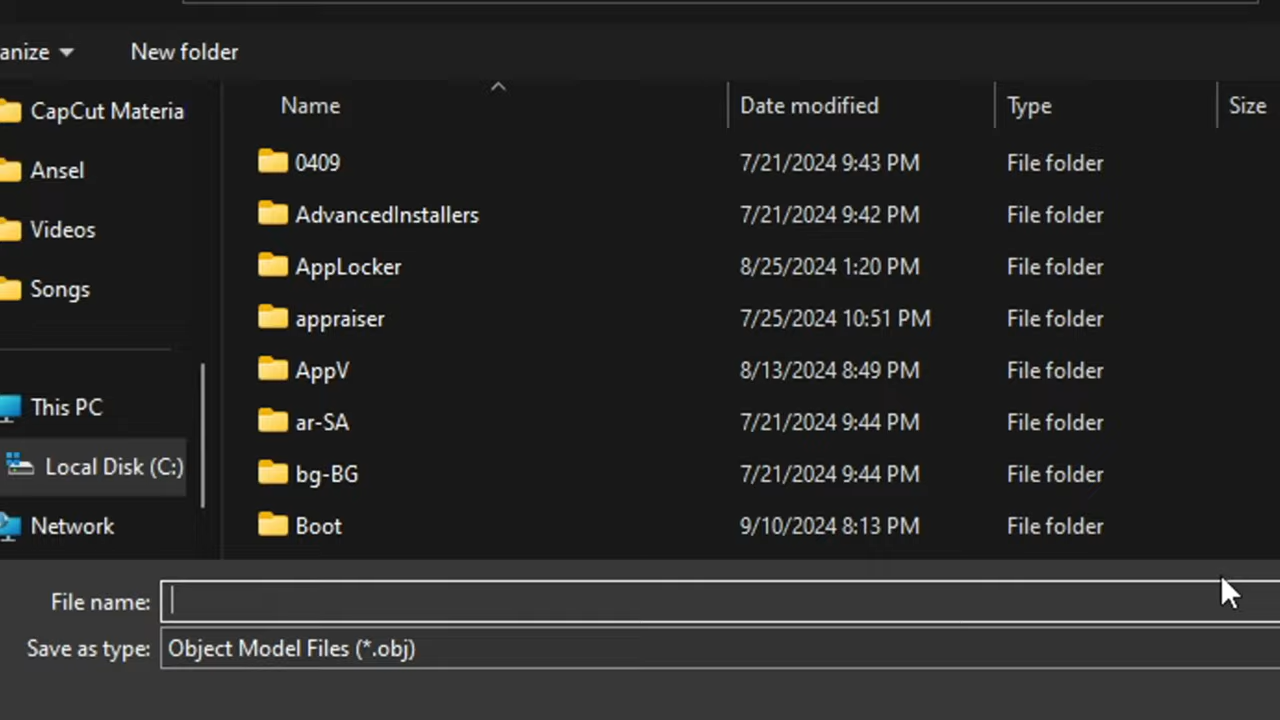 anize New folder
CapCut Materia
Ansel
Videos
Songs
This PC
Local Disk (C:)
Network
Name Date modified Type Size
0409 7/21/2024 9:43 PM File folder
AdvancedInstallers 7/21/2024 9:42 PM File folder
AppLocker 8/25/2024 1:20 PM File folder
appraiser 7/25/2024 10:51 PM File folder
AppV 8/13/2024 8:49 PM File folder
ar-SA 7/21/2024 9:44 PM File folder
bg-BG 7/21/2024 9:44 PM File folder
Boot 9/10/2024 8:13 PM File folder
File name:
Save as type: Object Model Files (*.obj)